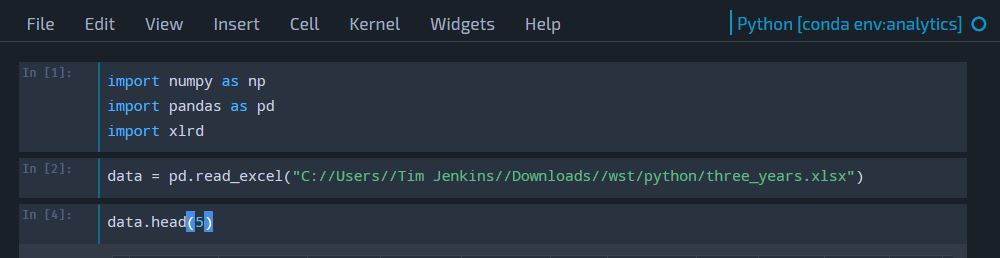 File Edit View Insert Cell Kernel Widgets Help Python [conda env:analytics]
In [1]: import numpy as np
import pandas as pd
import xlrd
In [2]: data = pd.read_excel("C://Users//Tim Jenkins//Downloads//wst/python/three_years.xlsx")
In [4]: data.head(5)